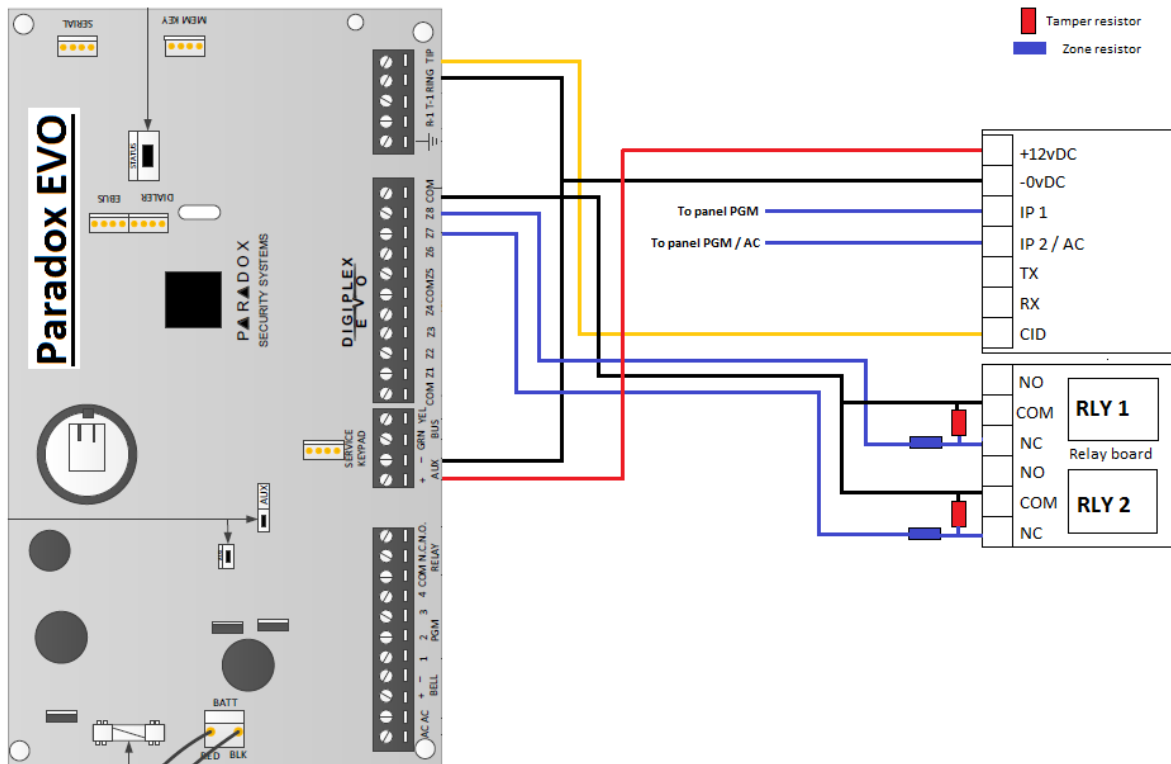 SERIAL
MEM KEY
Paradox EVO
STATUS
EBUS
DIALER
PARADOX
SECURITY SYSTEMS
DIGIPLEX
EVO
TIP
RING
T-1
R-1
COM
Z8
Z7
Z6
Z5
COM
Z4
Z3
Z2
Z1
COM
YEL
GRN
BUS
-
+
AUX
SERVICE
KEYPAD
AUX
N.O.
N.C.
COM
RELAY
4
3
2
1
PGM
-
+
BELL
AC AC
BATT
RED BLK
Tamper resistor
Zone resistor
To panel PGM
To panel PGM / AC
+12vDC
-0vDC
IP 1
IP 2 / AC
TX
RX
CID
NO
COM
NC
RLY 1
Relay board
NO
COM
NC
RLY 2